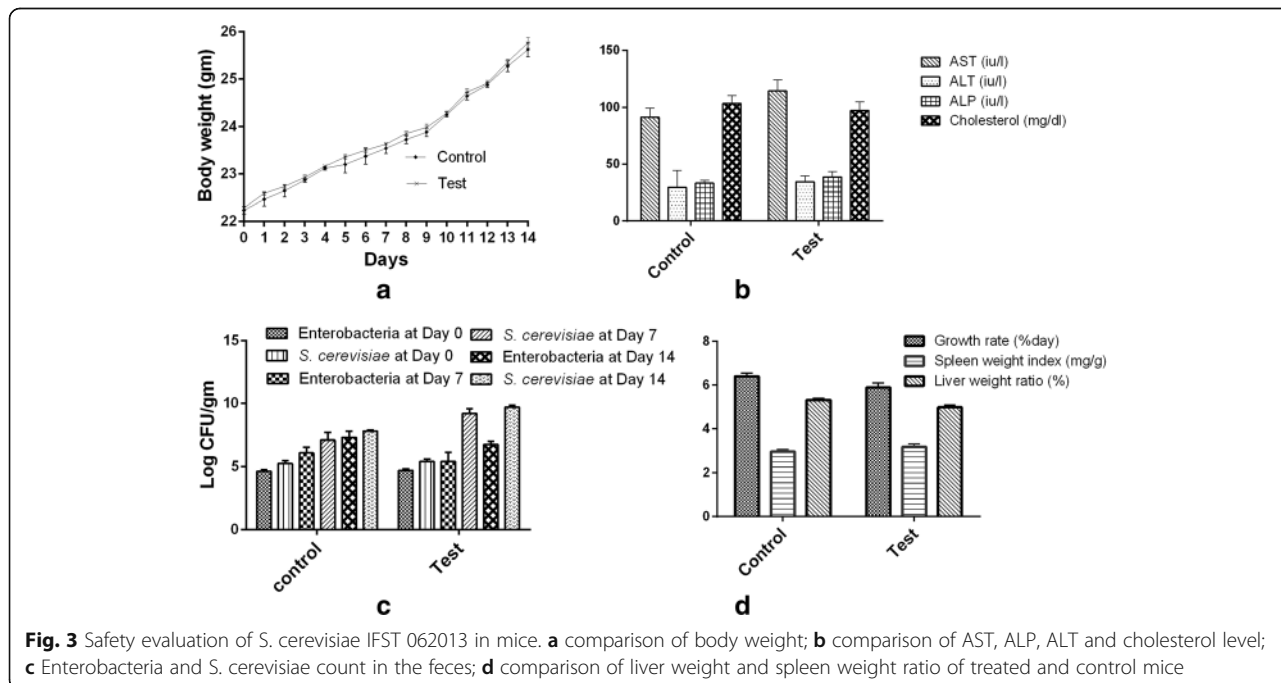 26
25
24
23
22
Body weight (gm)
Control
Test
0 1 2 3 4 5 6 7 8 9 10 11 12 13 14
Days
a
150
100
50
0
AST (iu/l)
ALT (iu/l)
ALP (iu/l)
Cholesterol (mg/dl)
Control
Test
b
15
10
5
0
Log CFU/gm
Enterobacteria at Day 0
S. cerevisiae at Day 0
Enterobacteria at Day 7
S. cerevisiae at Day 7
Enterobacteria at Day 14
S. cerevisiae at Day 14
control
Test
c
8
6
4
2
0
Growth rate (%day)
Spleen weight index (mg/g)
Liver weight ratio (%)
Control
Test
d
Fig. 3 Safety evaluation of S. cerevisiae IFST 062013 in mice. a comparison of body weight; b comparison of AST, ALP, ALT and cholesterol level;
c Enterobacteria and S. cerevisiae count in the feces; d comparison of liver weight and spleen weight ratio of treated and control mice